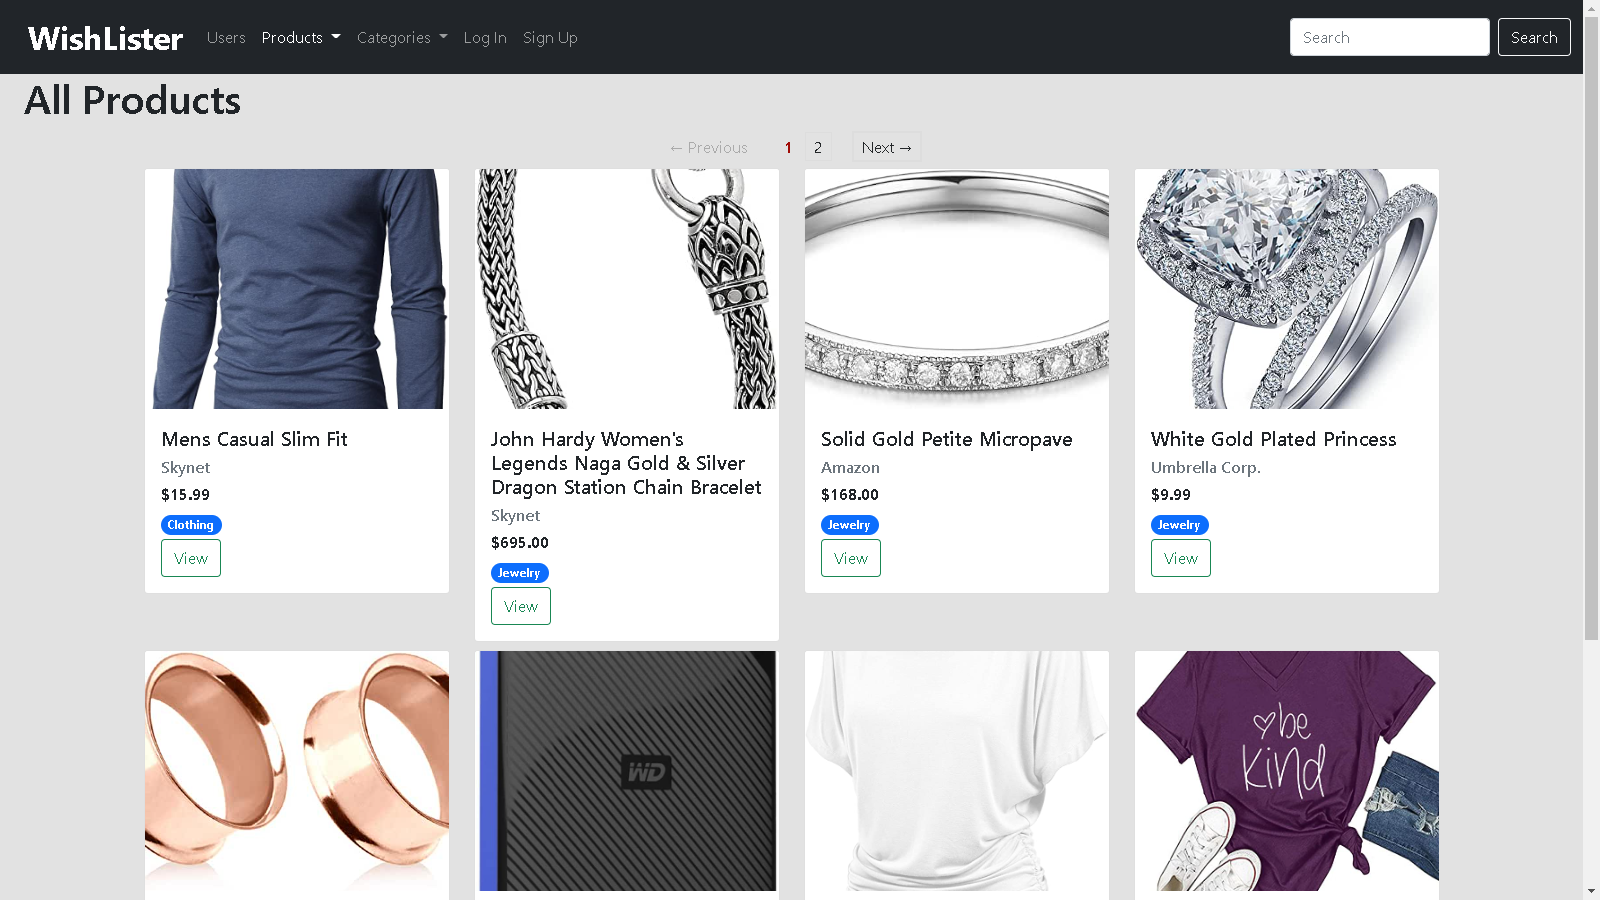 WishLister Users Products Categories Log In Sign Up Search Search
All Products
← Previous 1 2 Next →
Mens Casual Slim Fit
Skynet
$15.99
Clothing
View
John Hardy Women's
Legends Naga Gold & Silver
Dragon Station Chain Bracelet
Skynet
$695.00
Jewelry
View
Solid Gold Petite Micropave
Amazon
$168.00
Jewelry
View
White Gold Plated Princess
Umbrella Corp.
$9.99
Jewelry
View
WD
be
kind